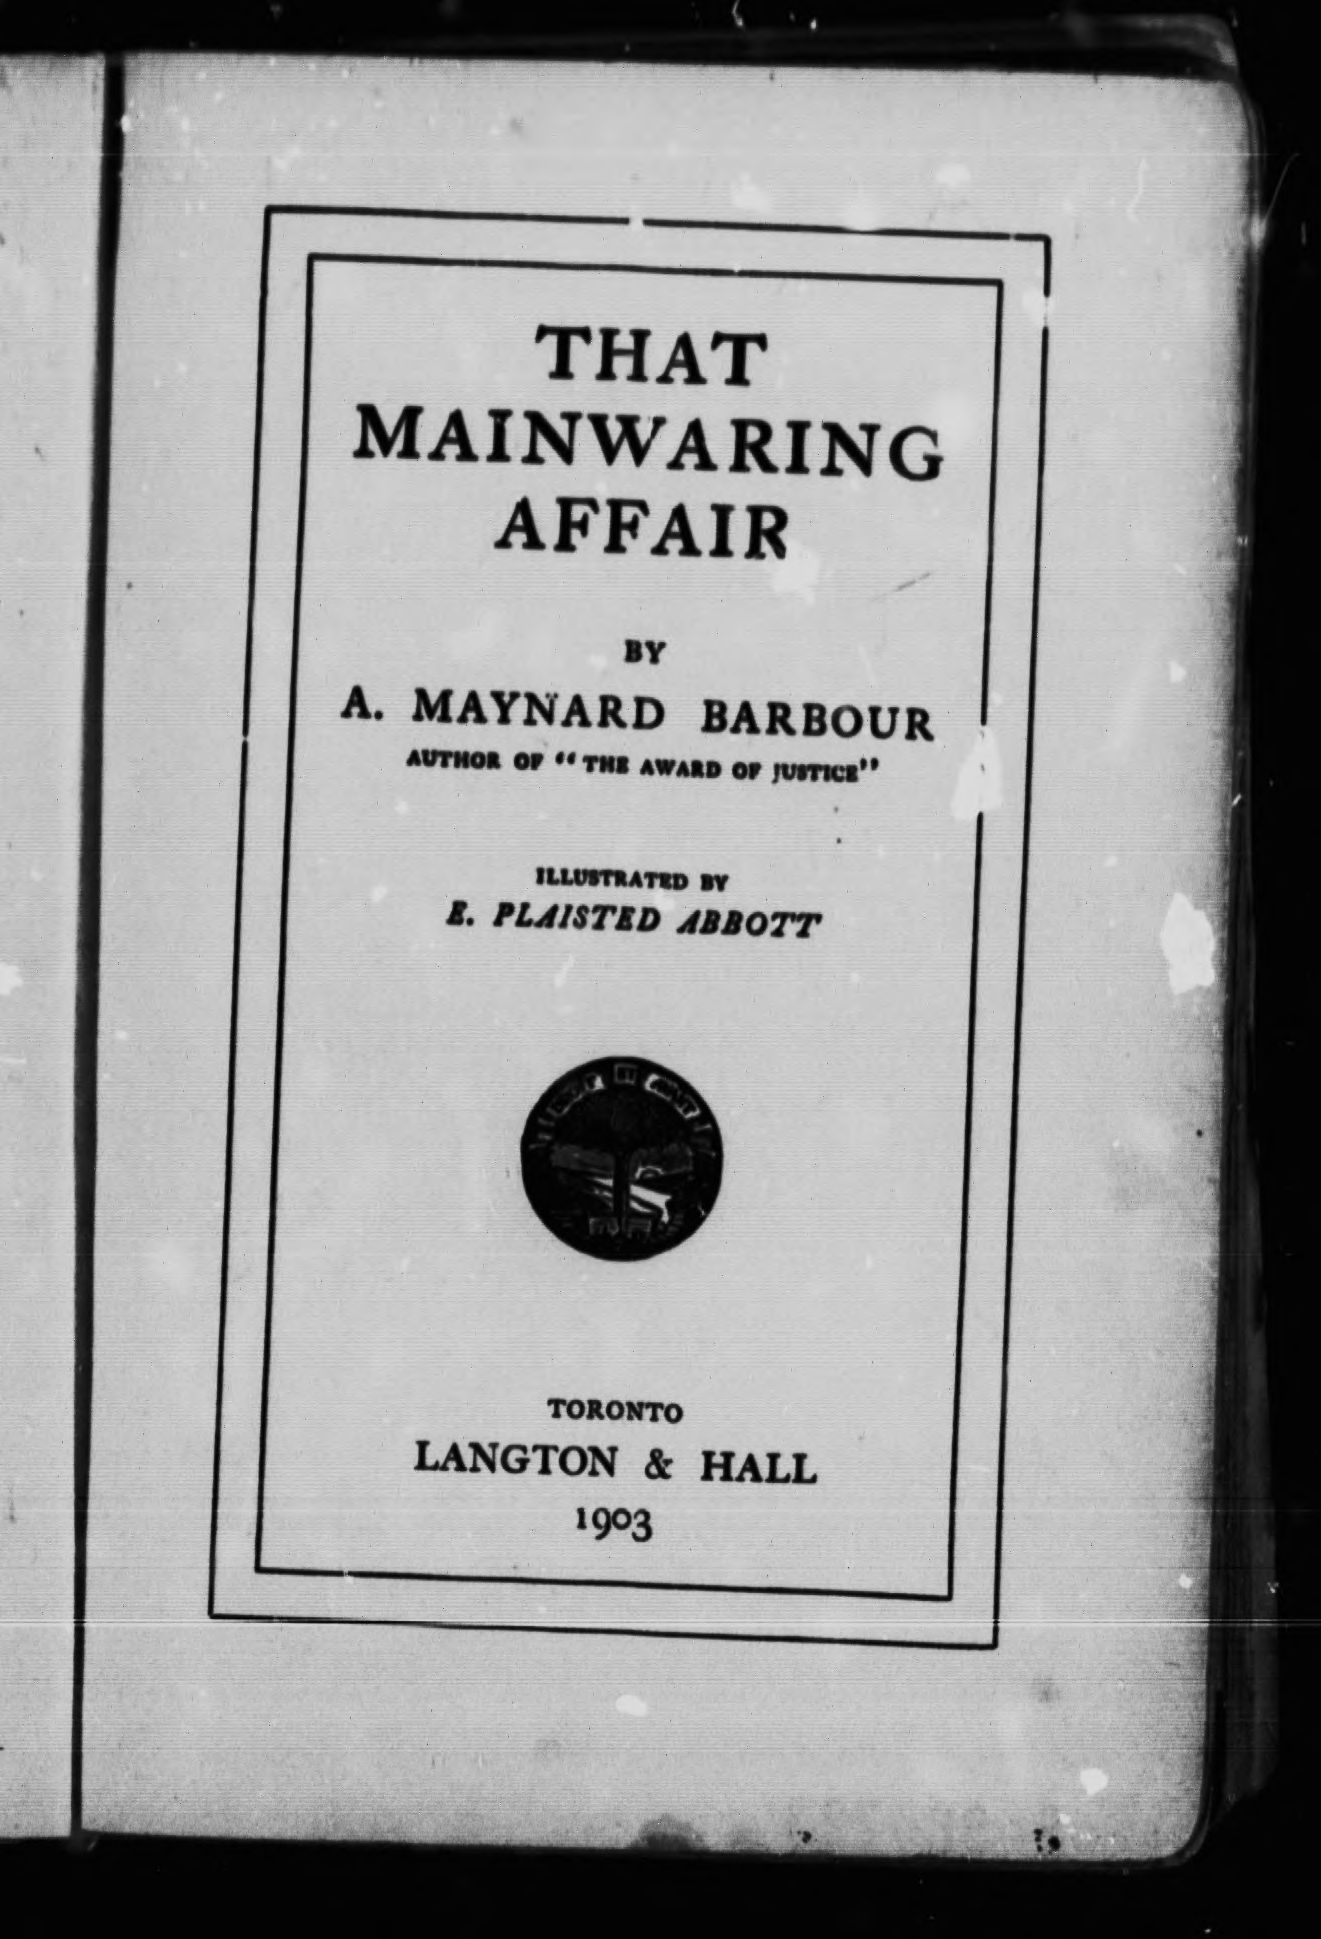 THAT
MAINWARING
AFFAIR
BY
A. MAYNARD BARBOUR
AUTHOR OF "THE AWARD OF JUSTICE"
ILLUSTRATED BY
E. PLAISTED ABBOTT
TORONTO
LANGTON & HALL
1903